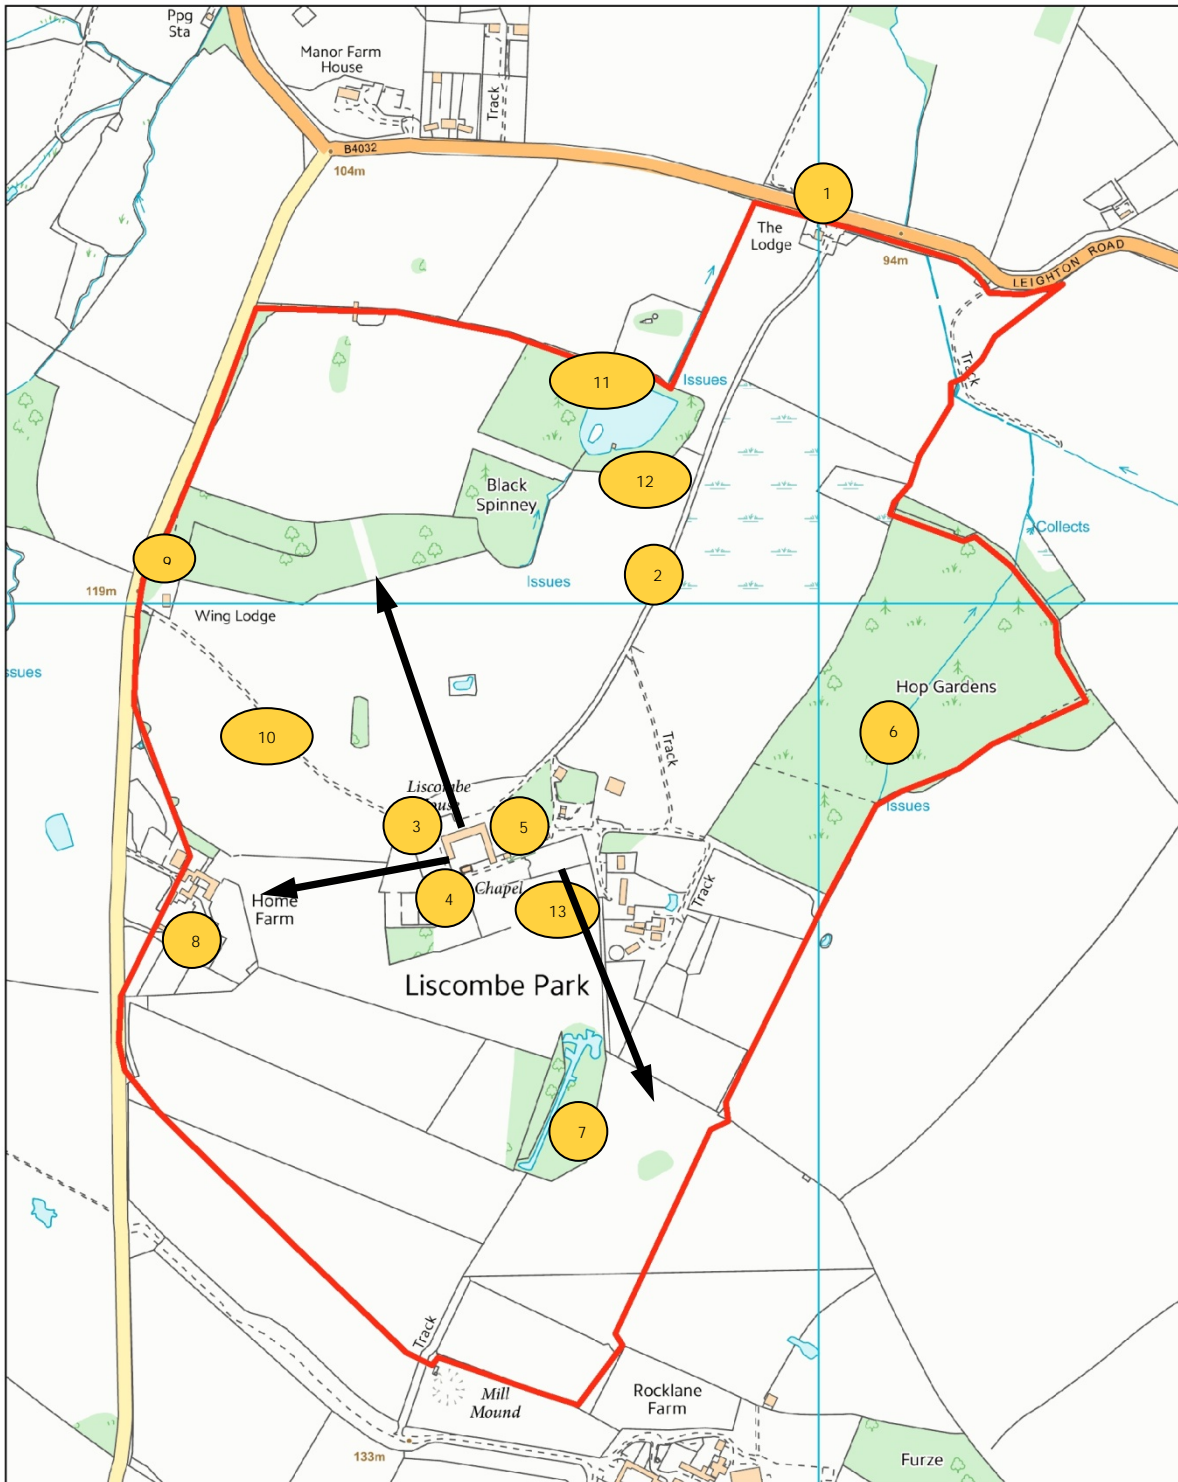 Ppg
Sta
Manor Farm
House
Track
B4032
104m
1
The
Lodge
94m
LEIGHTON ROAD
Track
11
Issues
12
Black
Spinney
Collects
9
2
Issues
119m
Wing Lodge
Issues
Hop Gardens
6
10
Track
Liscombe
House
3
5
Issues
4
Chapel
Home
Farm
13
Track
8
Liscombe Park
7
Track
Mill
Mound
Rocklane
Farm
133m
Furze